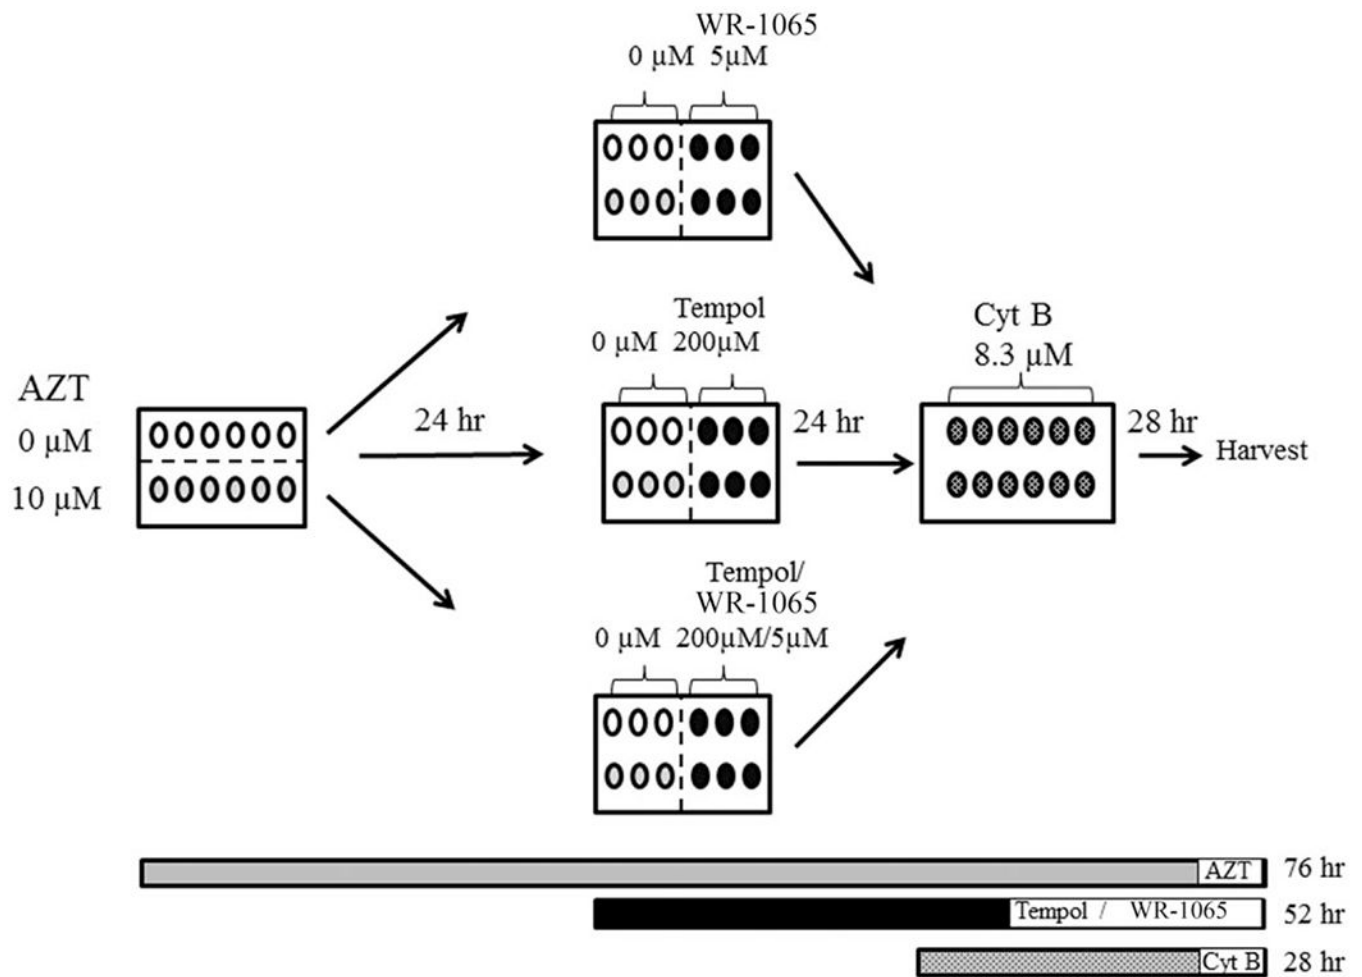 WR-1065
0 µM 5µM
Tempol
0 µM 200µM
Cyt B
8.3 µM
AZT
0 µM
10 µM
24 hr
24 hr
28 hr
Harvest
Tempol/
WR-1065
0 µM 200µM/5µM
AZT 76 hr
Tempol / WR-1065 52 hr
Cyt B 28 hr